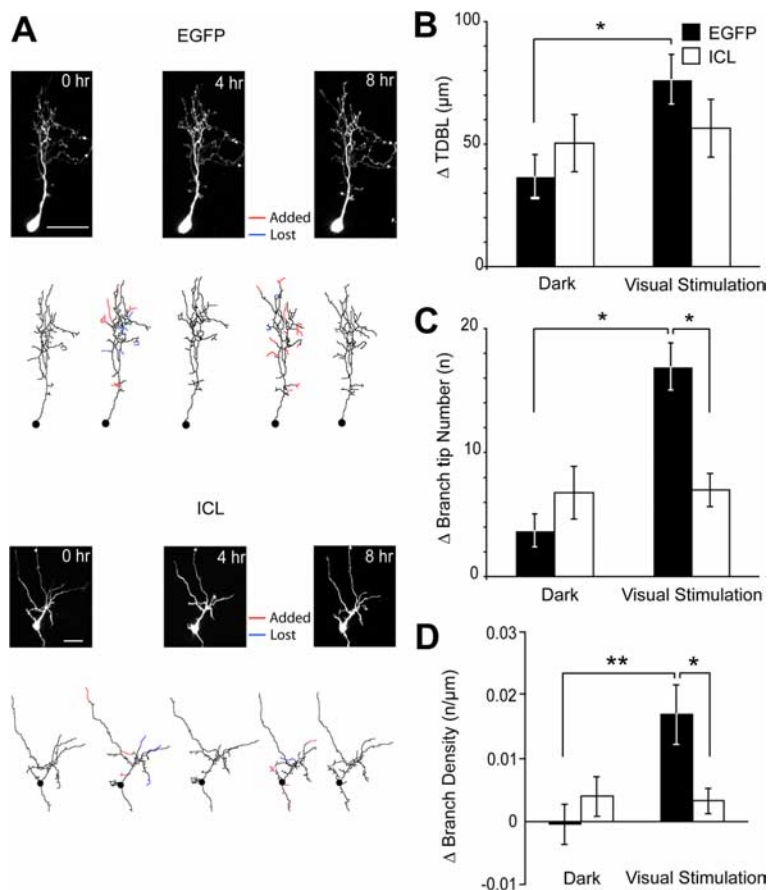 A
EGFP
0 hr
4 hr
8 hr
Added
Lost
ICL
0 hr
4 hr
8 hr
Added
Lost
B
EGFP
ICL
*
Δ TDBL (µm)
100
50
0
Dark
Visual Stimulation
C
*
*
Δ Branch tip Number (n)
20
10
0
Dark
Visual Stimulation
D
**
*
Δ Branch Density (n/µm)
0.03
0.02
0.01
0
-0.01
Dark
Visual Stimulation